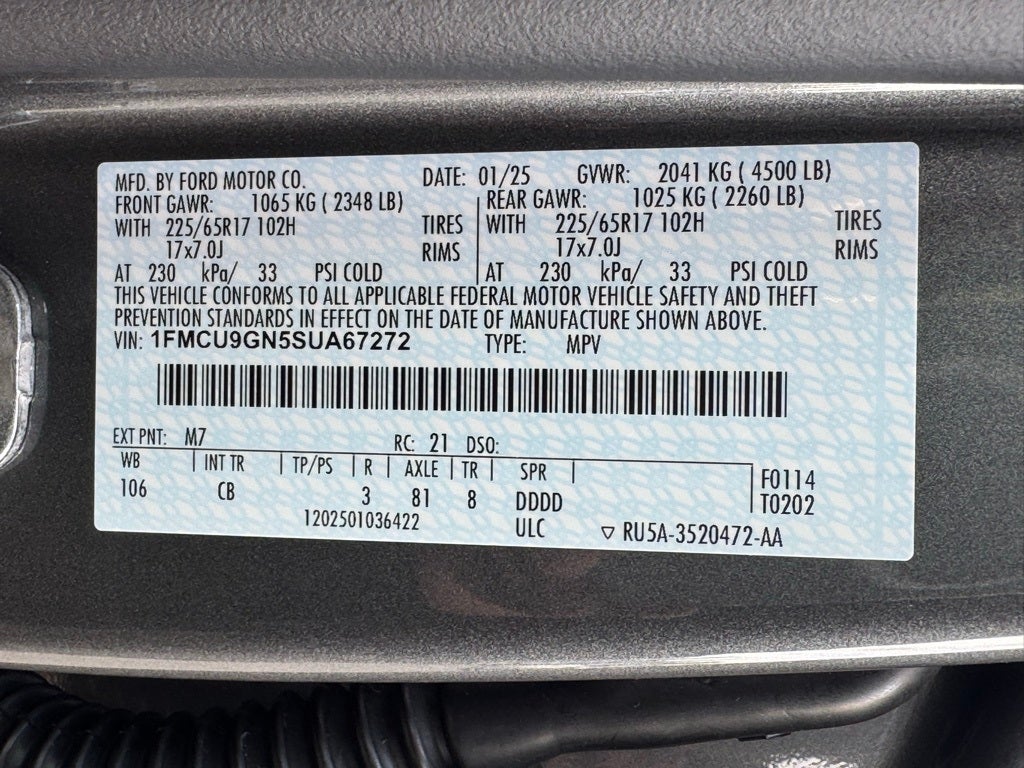 MFD. BY FORD MOTOR CO. DATE: 01/25 GVWR: 2041 KG ( 4500 LB)
FRONT GAWR: 1065 KG ( 2348 LB) REAR GAWR: 1025 KG ( 2260 LB)
WITH 225/65R17 102H TIRES WITH 225/65R17 102H TIRES
17x7.0J RIMS 17x7.0J RIMS
AT 230 kPa/ 33 PSI COLD AT 230 kPa/ 33 PSI COLD
THIS VEHICLE CONFORMS TO ALL APPLICABLE FEDERAL MOTOR VEHICLE SAFETY AND THEFT
PREVENTION STANDARDS IN EFFECT ON THE DATE OF MANUFACTURE SHOWN ABOVE.
VIN: 1FMCU9GN5SUA67272 TYPE: MPV
EXT PNT: M7 RC: 21 DSO:
WB INT TR TP/PS R AXLE TR SPR F0114
106 CB 3 81 8 DDDD T0202
1202501036422 ULC ▽ RU5A-3520472-AA